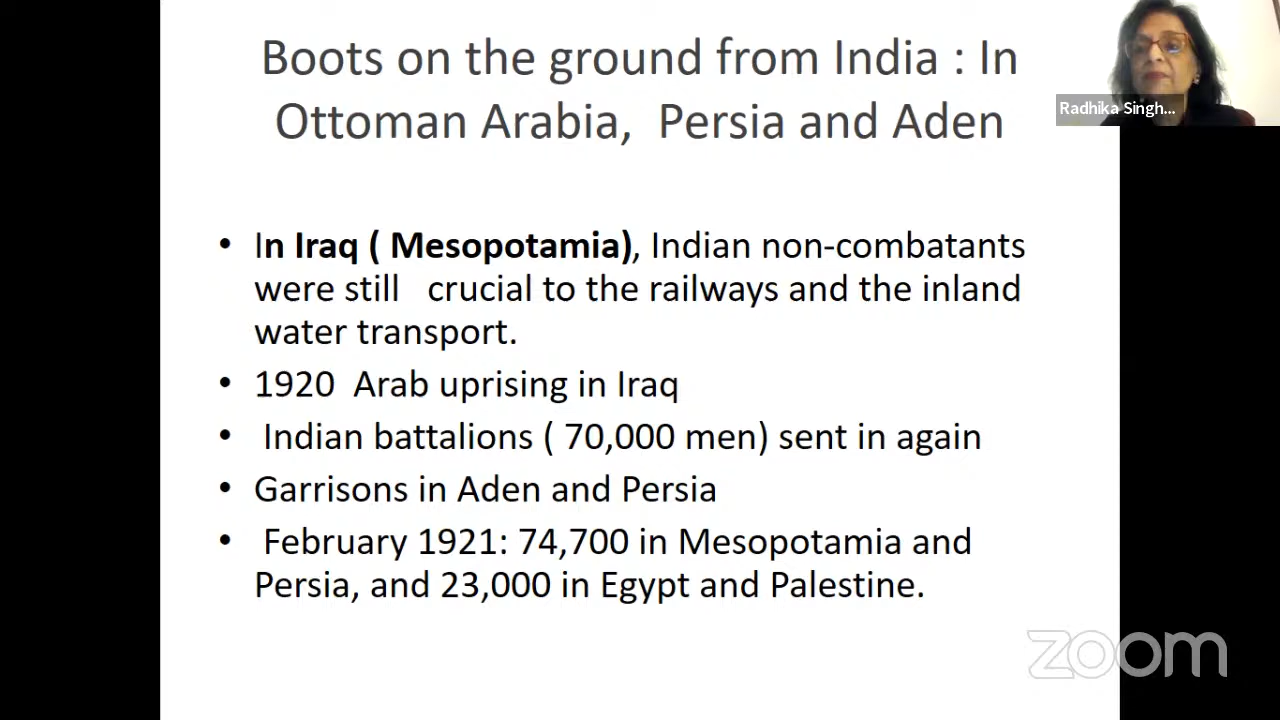 Boots on the ground from India : In
Ottoman Arabia, Persia and Aden
Radhika Singh...
• In Iraq ( Mesopotamia), Indian non-combatants
were still crucial to the railways and the inland
water transport.
• 1920 Arab uprising in Iraq
• Indian battalions ( 70,000 men) sent in again
• Garrisons in Aden and Persia
• February 1921: 74,700 in Mesopotamia and
Persia, and 23,000 in Egypt and Palestine.
zoom